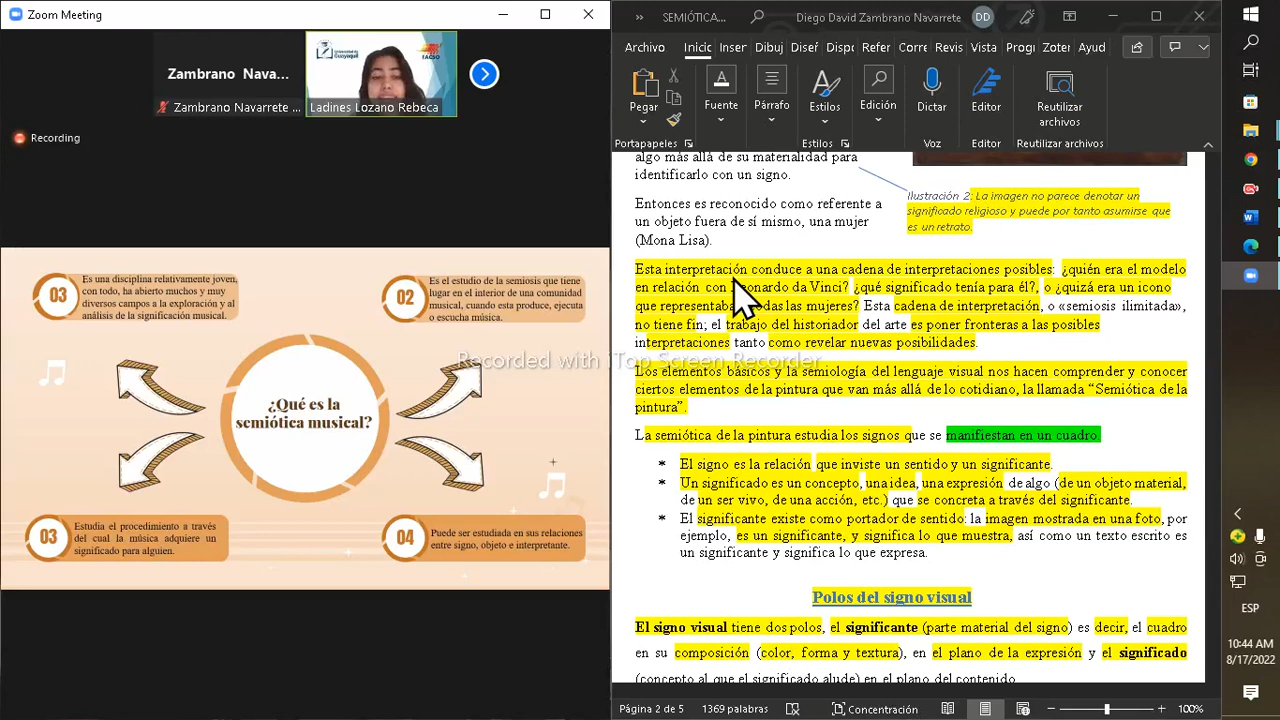 Zoom Meeting
Zambrano Nava...
Zambrano Navarrete ...
Ladines Lozano Rebeca
Universidad de
Guayaquil
FACSO
Recording
03
Es una disciplina relativamente joven,
con todo, ha abierto muchos y muy
diversos campos a la exploración y al
análisis de la significación musical.
02
Es el estudio de la semiosis que tiene
lugar en el interior de una comunidad
musical, cuando esta produce, ejecuta
o escucha música.
¿Qué es la
semiótica musical?
03
Estudia el procedimiento a través
del cual la música adquiere un
significado para alguien.
04
Puede ser estudiada en sus relaciones
entre signo, objeto e interpretante.
Recorded with iTop Screen Recorder
SEMIÓTICA...
Diego David Zambrano Navarrete
DD
Archivo
Inicic
Inser
Dibuj
Diseñ
Dispo
Refer
Corre
Revis
Vista
Progi
Zoter
Ayud
Pegar
Fuente
Párrafo
Estilos
Edición
Dictar
Editor
Reutilizar
archivos
Portapapeles
Estilos
Voz
Editor
Reutilizar archivos
algo más allá de su materialidad para
identificarlo con un signo.
Entonces es reconocido como referente a
un objeto fuera de sí mismo, una mujer
(Mona Lisa).
Ilustración 2: La imagen no parece denotar un
significado religioso y puede por tanto asumirse que
es un retrato.
Esta interpretación conduce a una cadena de interpretaciones posibles: ¿quién era el modelo
en relación con Leonardo da Vinci? ¿qué significado tenía para él?, o ¿quizá era un icono
que representaba das las mujeres? Esta cadena de interpretación, o «semiosis ilimitada»,
no tiene fin; el trabajo del historiador del arte es poner fronteras a las posibles
interpretaciones tanto como revelar nuevas posibilidades.
Los elementos básicos y la semiología del lenguaje visual nos hacen comprender y conocer
ciertos elementos de la pintura que van más allá de lo cotidiano, la llamada “Semiótica de la
pintura”.
La semiótica de la pintura estudia los signos que se manifiestan en un cuadro.
* El signo es la relación que inviste un sentido y un significante.
* Un significado es un concepto, una idea, una expresión de algo (de un objeto material,
de un ser vivo, de una acción, etc.) que se concreta a través del significante.
* El significante existe como portador de sentido: la imagen mostrada en una foto, por
ejemplo, es un significante, y significa lo que muestra, así como un texto escrito es
un significante y significa lo que expresa.
Polos del signo visual
El signo visual tiene dos polos, el significante (parte material del signo) es decir, el cuadro
en su composición (color, forma y textura), en el plano de la expresión y el significado
(concepto al que el significado alude) en el plano del contenido.
Página 2 de 5
1369 palabras
Concentración
100%
ESP
10:44 AM
8/17/2022